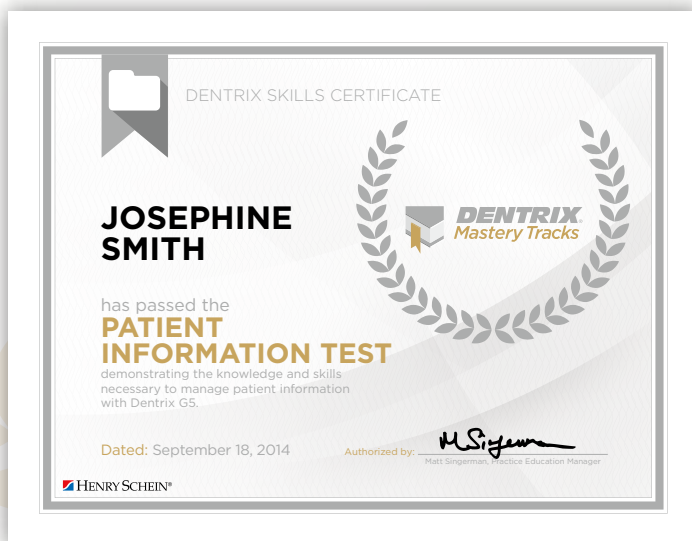 DENTRIX SKILLS CERTIFICATE
JOSEPHINE
SMITH
DENTRIX®
Mastery Tracks
has passed the
PATIENT
INFORMATION TEST
demonstrating the knowledge and skills
necessary to manage patient information
with Dentrix G5.
Dated: September 18, 2014
Authorized by: M Singerman
Matt Singerman, Practice Education Manager
HENRY SCHEIN®